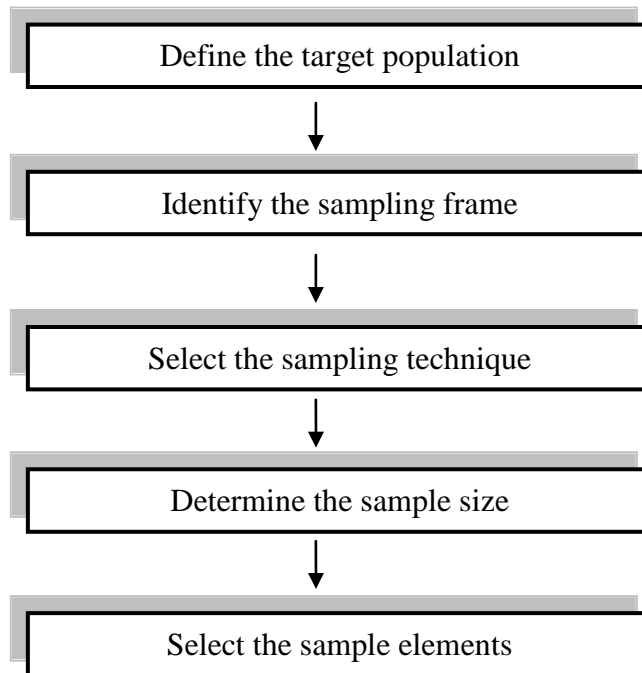 Define the target population
Identify the sampling frame
Select the sampling technique
Determine the sample size
Select the sample elements